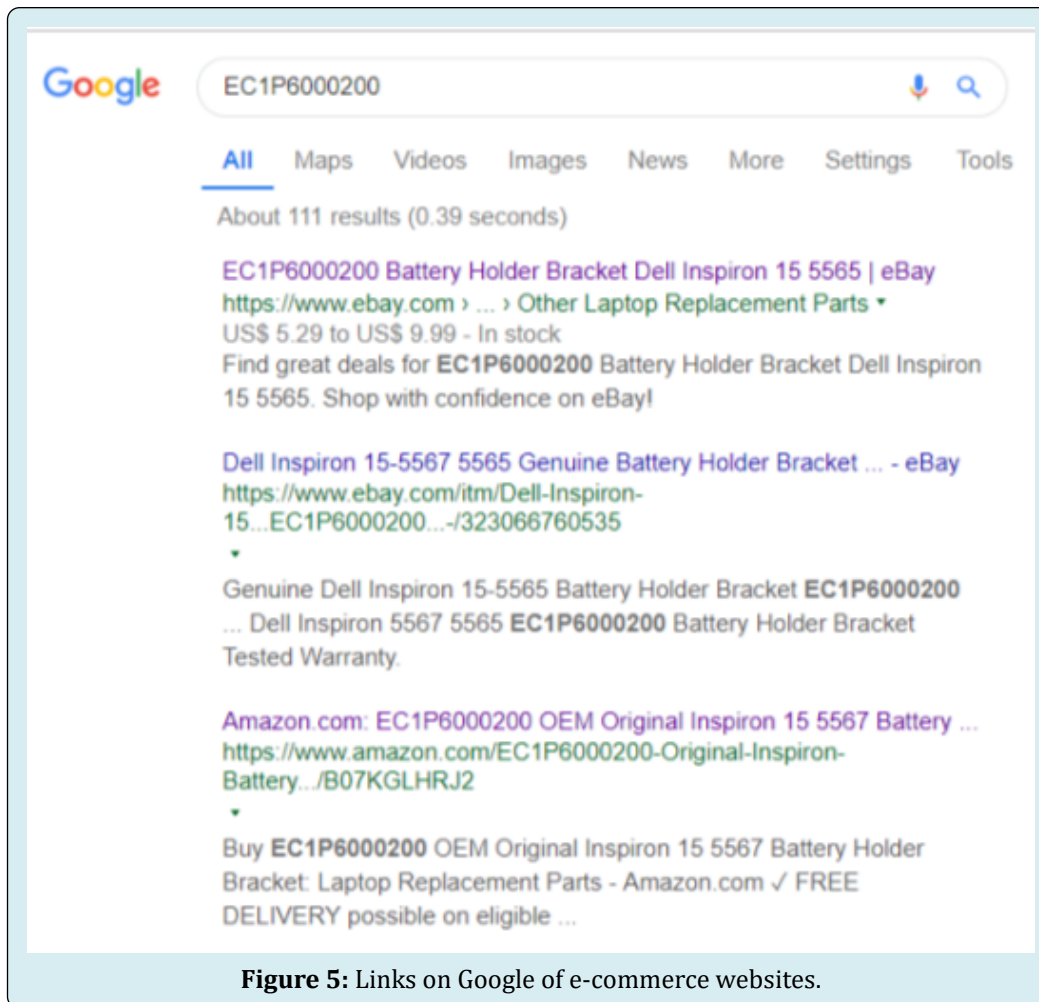 Google
EC1P6000200
All Maps Videos Images News More Settings Tools
About 111 results (0.39 seconds)
EC1P6000200 Battery Holder Bracket Dell Inspiron 15 5565 | eBay
https://www.ebay.com › ... › Other Laptop Replacement Parts
US$ 5.29 to US$ 9.99 - In stock
Find great deals for EC1P6000200 Battery Holder Bracket Dell Inspiron
15 5565. Shop with confidence on eBay!
Dell Inspiron 15-5567 5565 Genuine Battery Holder Bracket ... - eBay
https://www.ebay.com/itm/Dell-Inspiron-
15...EC1P6000200...-/323066760535
Genuine Dell Inspiron 15-5565 Battery Holder Bracket EC1P6000200
... Dell Inspiron 5567 5565 EC1P6000200 Battery Holder Bracket
Tested Warranty.
Amazon.com: EC1P6000200 OEM Original Inspiron 15 5567 Battery ...
https://www.amazon.com/EC1P6000200-Original-Inspiron-
Battery.../B07KGLHRJ2
Buy EC1P6000200 OEM Original Inspiron 15 5567 Battery Holder
Bracket: Laptop Replacement Parts - Amazon.com ✓ FREE
DELIVERY possible on eligible ...
Figure 5: Links on Google of e-commerce websites.